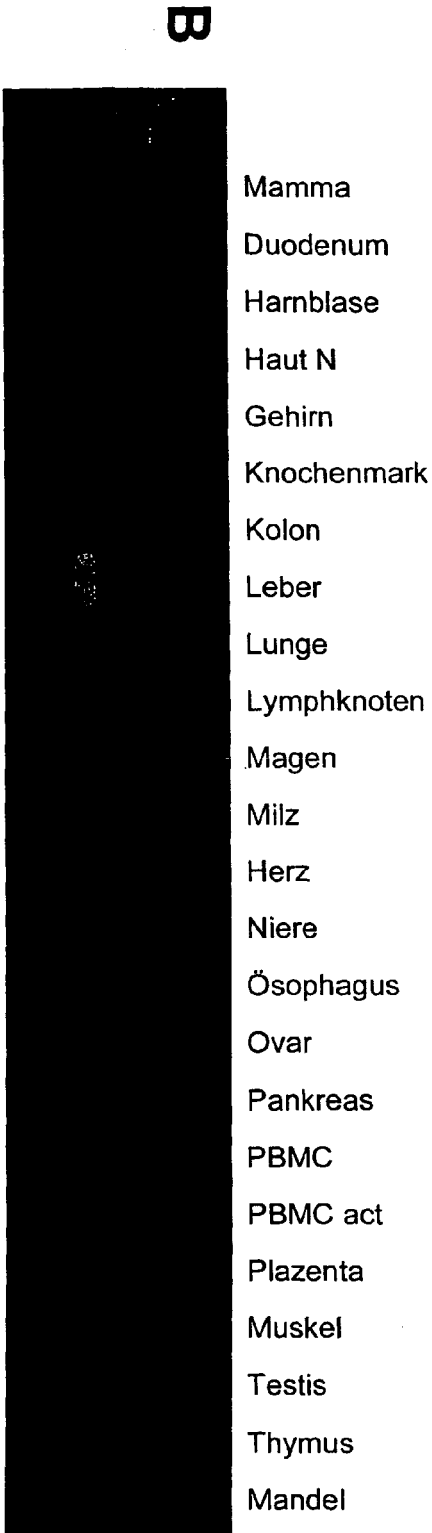 B
Mamma
Duodenum
Harnblase
Haut N
Gehirn
Knochenmark
Kolon
Leber
Lunge
Lymphknoten
Magen
Milz
Herz
Niere
Ösophagus
Ovar
Pankreas
PBMC
PBMC act
Plazenta
Muskel
Testis
Thymus
Mandel